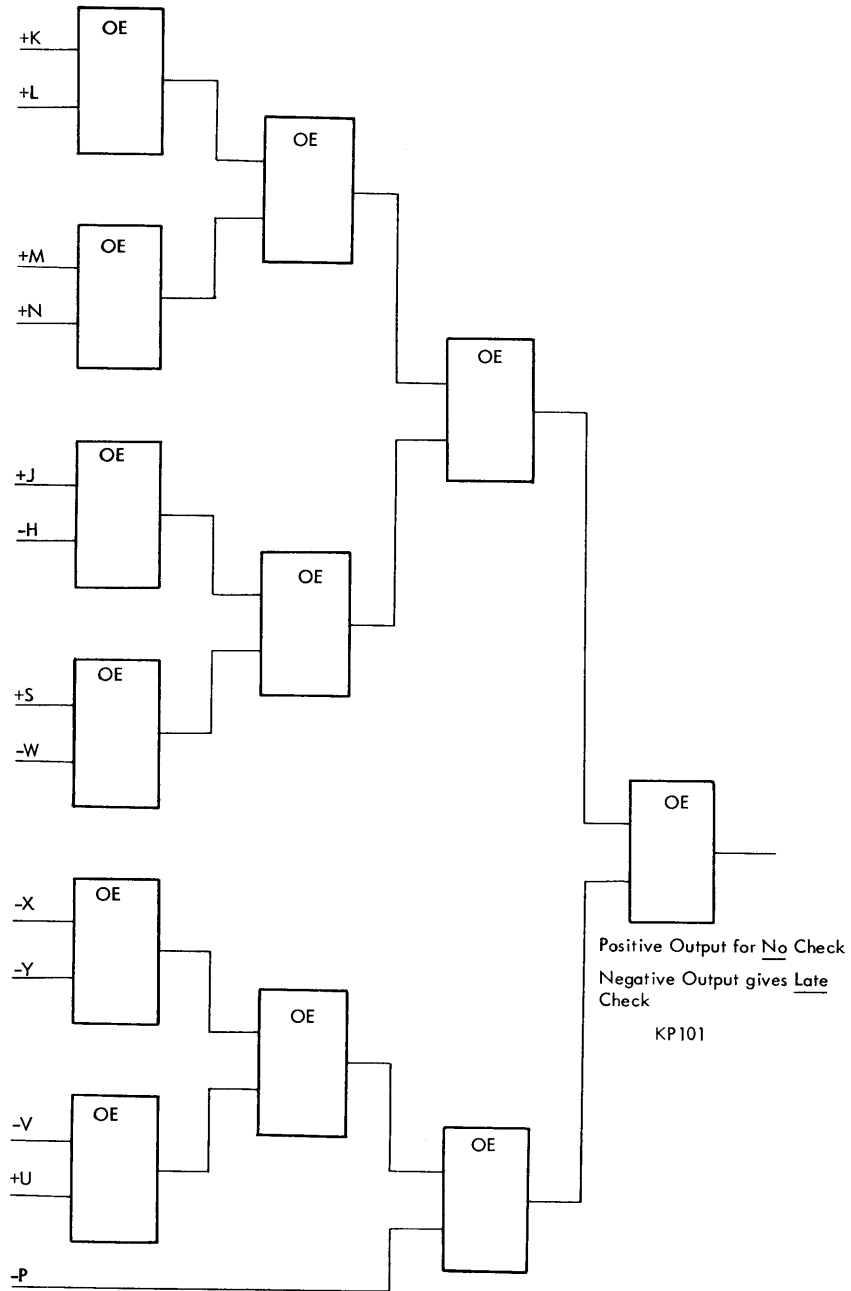 OE
+K
+L
OE
OE
+M
+N
OE
OE
+J
-H
OE
OE
+S
-W
OE
OE
-X
-Y
Positive Output for No Check
Negative Output gives Late
Check
KP101
OE
OE
-V
+U
OE
-P